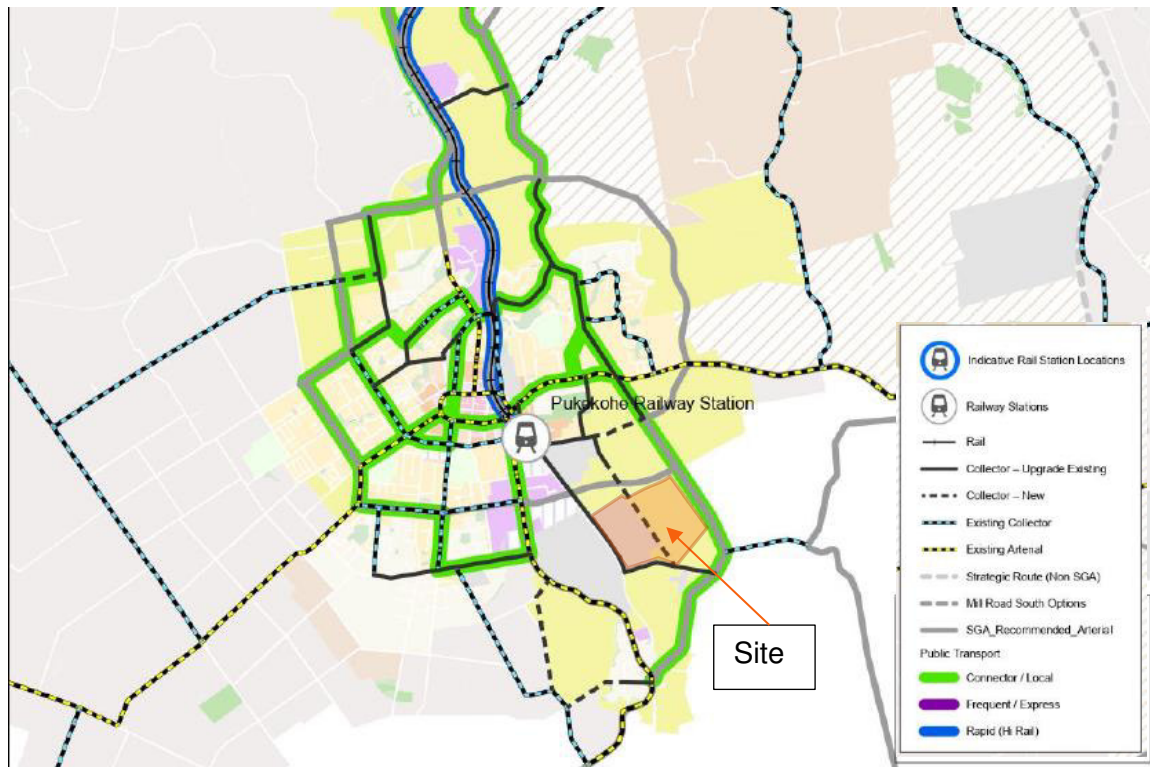 Pukekohe Railway Station
Site
Indicative Rail Station Locations
Railway Stations
Rail
Collector – Upgrade Existing
Collector – New
Existing Collector
Existing Arterial
Strategic Route (Non SGA)
Mill Road South Options
SGA_Recommended_Arterial
Public Transport
Connector / Local
Frequent / Express
Rapid (Hi Rail)